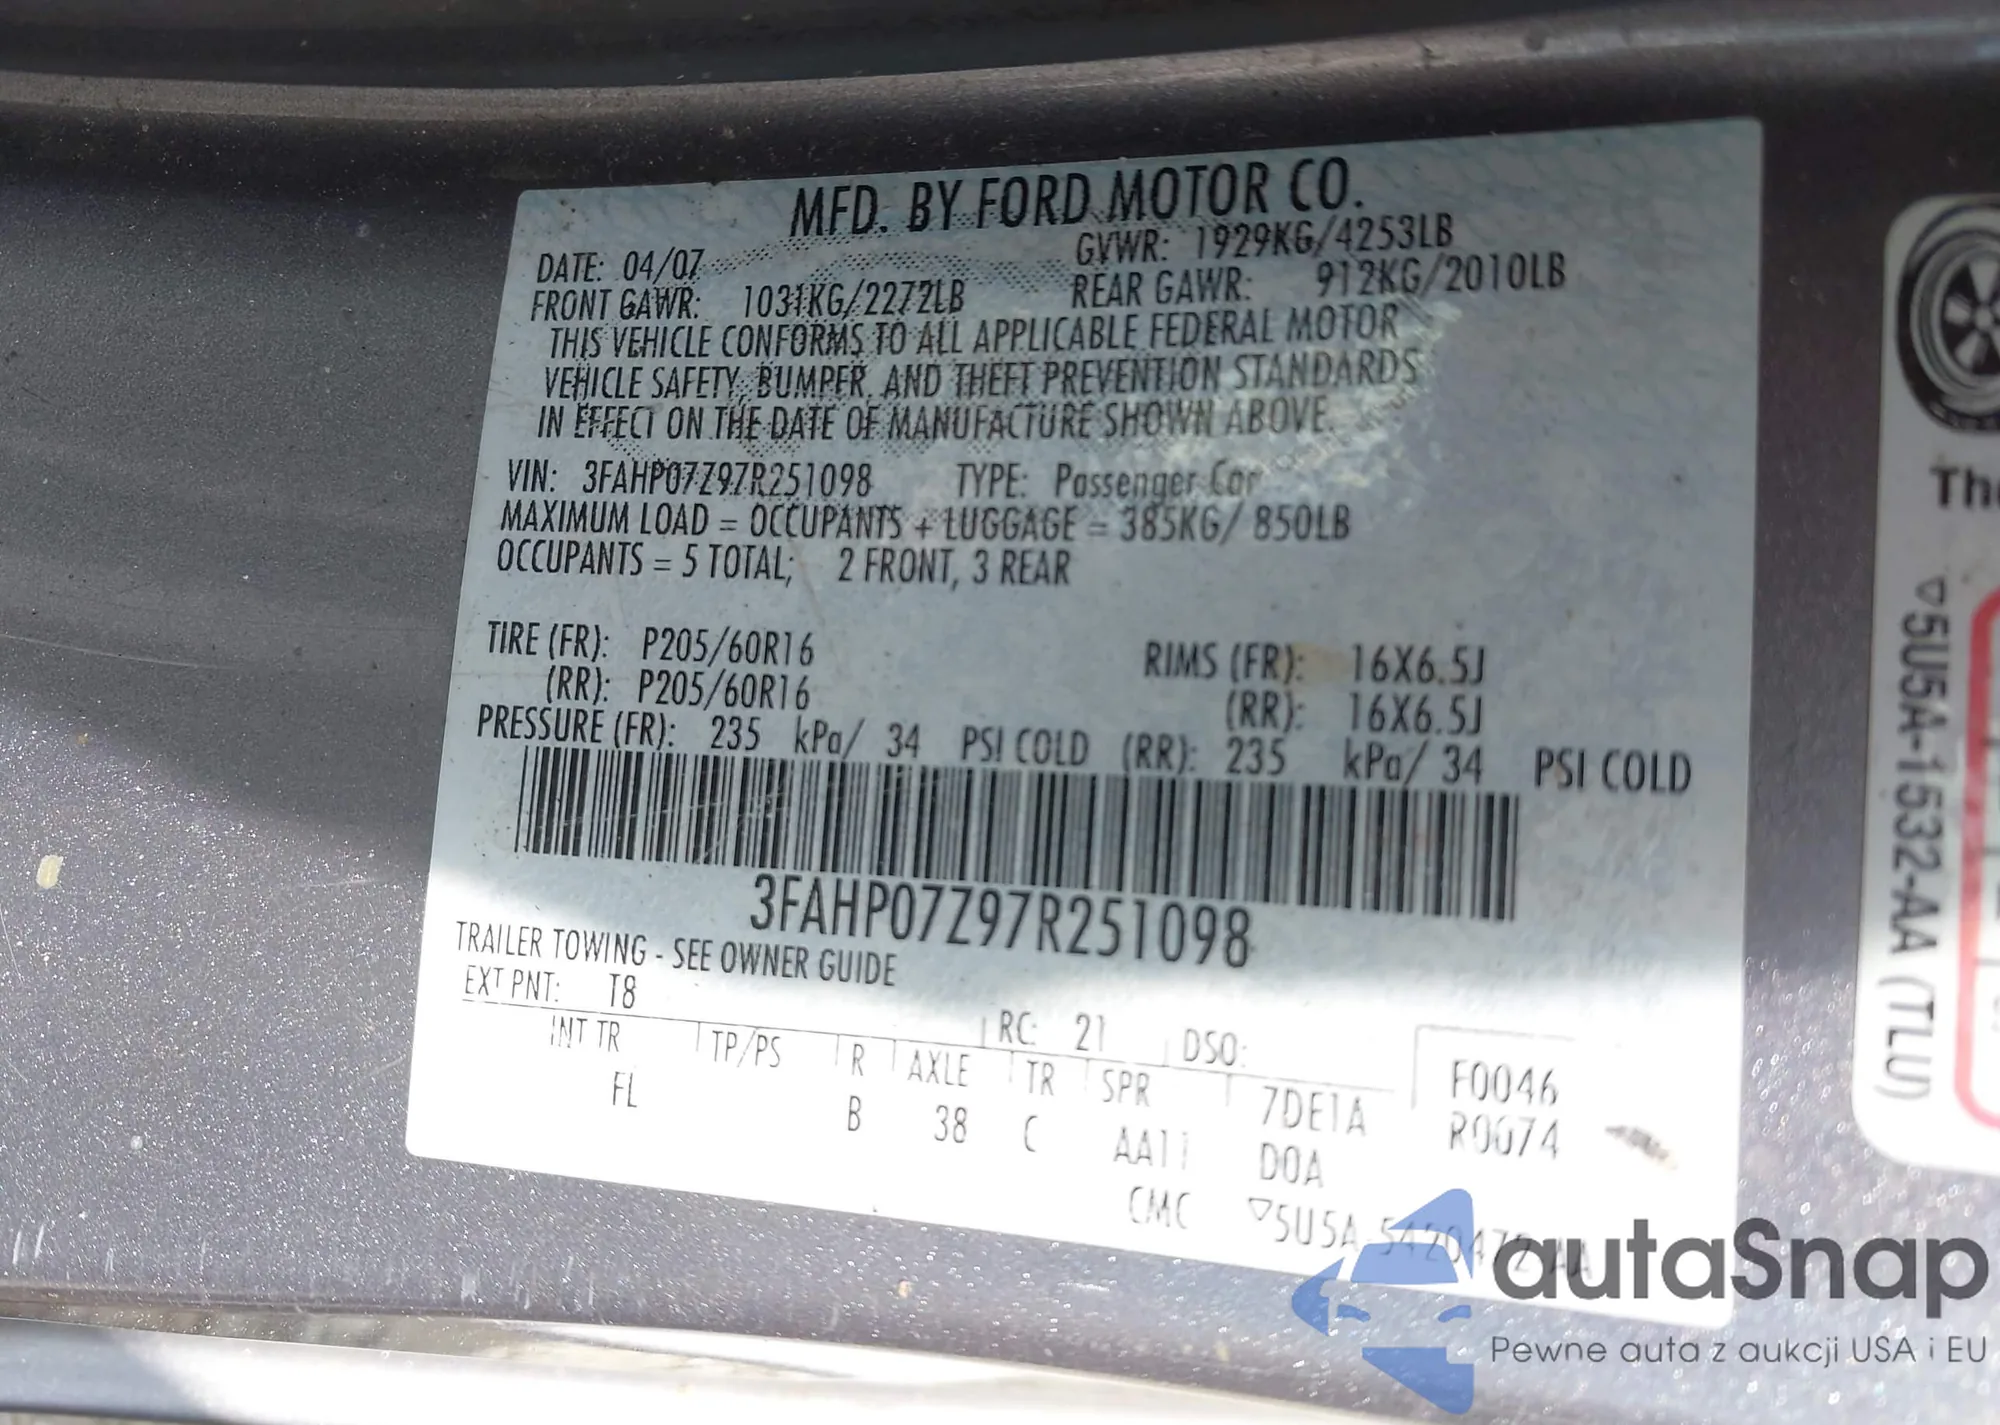 MFD. BY FORD MOTOR CO.
DATE: 04/07 GVWR: 1929KG/4253LB
FRONT GAWR: 1031KG/2272LB REAR GAWR: 912KG/2010LB
THIS VEHICLE CONFORMS TO ALL APPLICABLE FEDERAL MOTOR
VEHICLE SAFETY, BUMPER, AND THEFT PREVENTION STANDARDS
IN EFFECT ON THE DATE OF MANUFACTURE SHOWN ABOVE.
VIN: 3FAHP07Z97R251098 TYPE: Passenger Car
MAXIMUM LOAD = OCCUPANTS + LUGGAGE = 385KG/ 850LB
OCCUPANTS = 5 TOTAL; 2 FRONT, 3 REAR
TIRE (FR): P205/60R16 RIMS (FR): 16X6.5J
(RR): P205/60R16 (RR): 16X6.5J
PRESSURE (FR): 235 kPa/ 34 PSI COLD (RR): 235 kPa/ 34 PSI COLD
3FAHP07Z97R251098
TRAILER TOWING - SEE OWNER GUIDE
EXT PNT: T8 RC: 21 DSO: F0046
INT TR TP/PS R AXLE TR SPR 7DE1A R0074
FL B 38 C AA11 D0A
CMC ▽5U5A-5420472-AA
▽5U5A-1532-AA (TLU)
autaSnap
Pewne auta z aukcji USA i EU